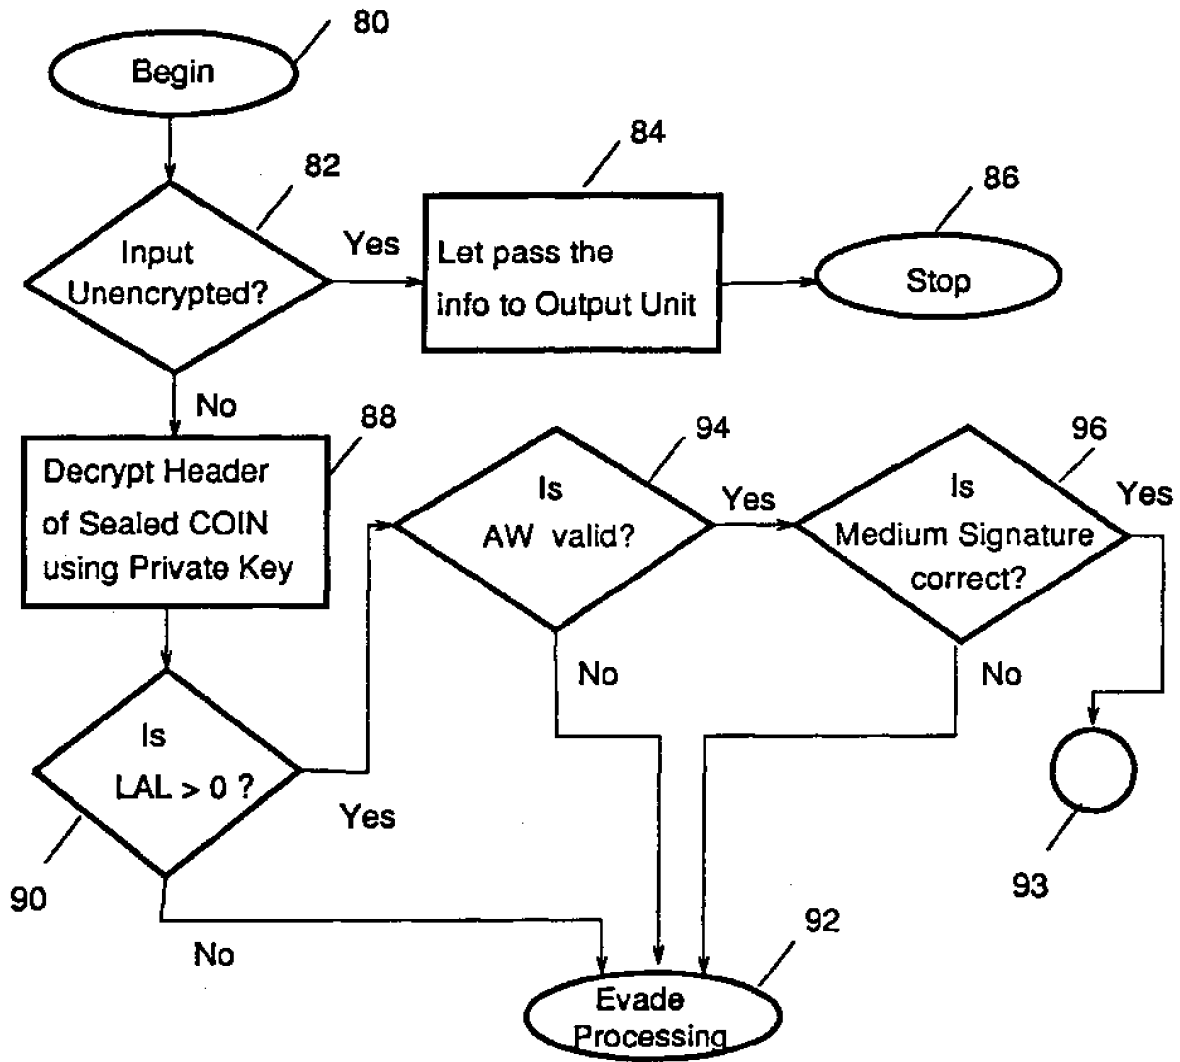 80
Begin
82
84
86
Input
Unencrypted?
Yes
Let pass the
info to Output Unit
Stop
No
88
Decrypt Header
of Sealed COIN
using Private Key
94
Is
AW valid?
Yes
96
Is
Medium Signature
correct?
Yes
No
No
Is
LAL > 0 ?
Yes
90
No
93
92
Evade
Processing